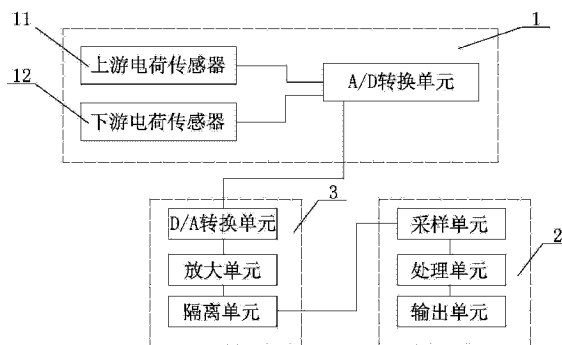 11
1
上游电荷传感器
A/D转换单元
12
下游电荷传感器
3
D/A转换单元
采样单元
2
放大单元
处理单元
隔离单元
输出单元